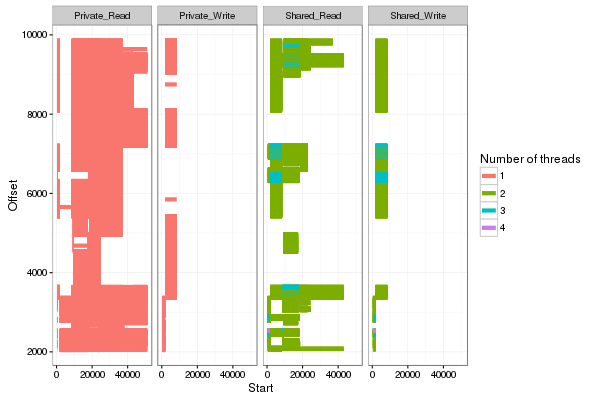 Private_Read Private_Write Shared_Read Shared_Write
10000
8000
6000
4000
2000
Offset
0 20000 40000 0 20000 40000 0 20000 40000 0 20000 40000
Start
Number of threads
1
2
3
4